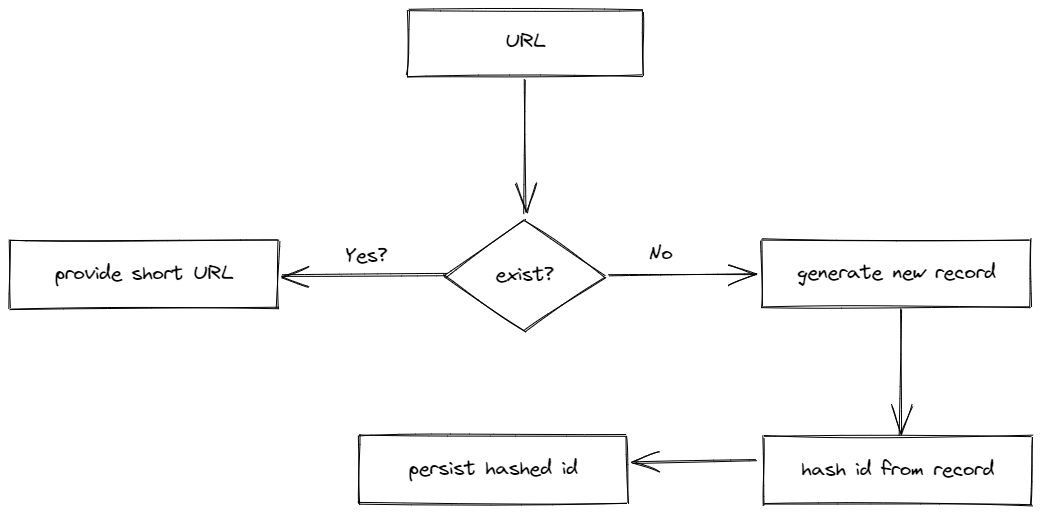 URL
Yes?
No
provide short URL
exist?
generate new record
persist hashed id
hash id from record